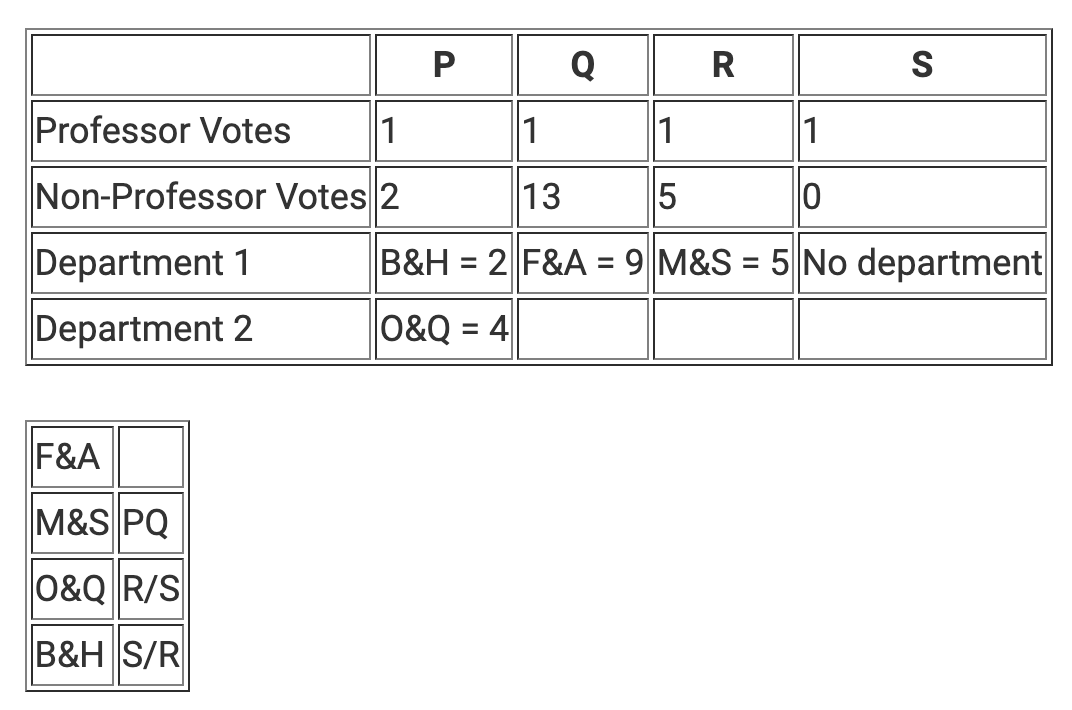 P Q R S
Professor Votes 1 1 1 1
Non-Professor Votes 2 13 5 0
Department 1 B&H = 2 F&A = 9 M&S = 5 No department
Department 2 O&Q = 4
F&A
M&S PQ
O&Q R/S
B&H S/R